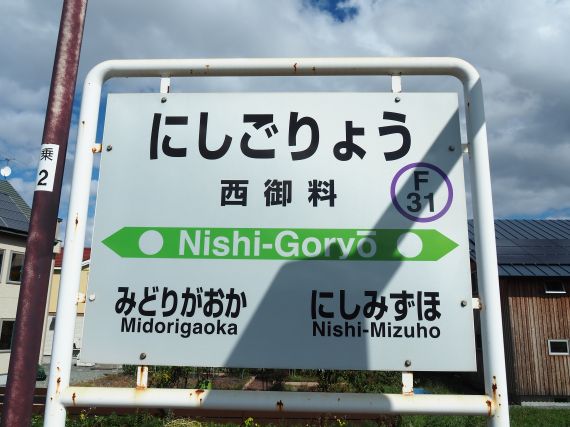 にしごりょう
西御料
F
31
Nishi-Goryō
みどりがおか
Midorigaoka
にしみずほ
Nishi-Mizuho
乗
2